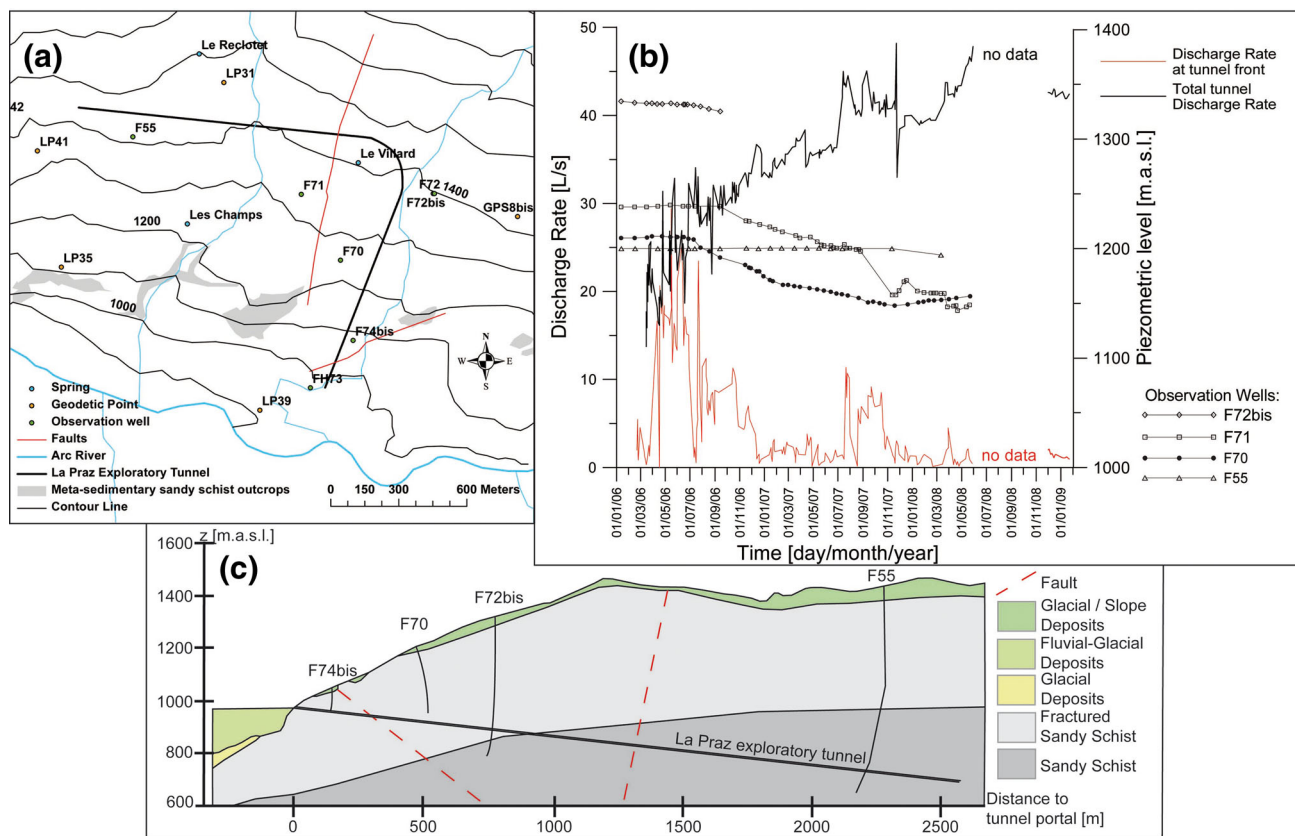 (a)
Le Reclotet
LP31
42
F55
LP41
Le Villard
F71
F72
1400
F72bis
GPS8bis
1200
Les Champs
F70
LP35
1000
F74bis
N
W
E
S
FH73
LP39
Spring
Geodetic Point
Observation well
Faults
Arc River
La Praz Exploratory Tunnel
Meta-sedimentary sandy schist outcrops
Contour Line
0 100 300 600 Meters
(b)
Discharge Rate [L/s]
50
40
30
20
10
0
no data
no data
1400
1300
1200
1100
1000
Piezometric level [m.a.s.l.]
01/01/06
01/03/06
01/05/06
01/07/06
01/09/06
01/11/06
01/01/07
01/03/07
01/05/07
01/07/07
01/09/07
01/11/07
01/01/08
01/03/08
01/05/08
01/07/08
01/09/08
01/11/08
01/01/09
Time [day/month/year]
Discharge Rate
at tunnel front
Total tunnel
Discharge Rate
Observation Wells:
F72bis
F71
F70
F55
(c)
z [m.a.s.l.]
1600
1400
1200
1000
800
600
F74bis
F70
F72bis
F55
La Praz exploratory tunnel
0
500
1000
1500
2000
2500
Distance to
tunnel portal [m]
Fault
Glacial / Slope
Deposits
Fluvial-Glacial
Deposits
Glacial
Deposits
Fractured
Sandy Schist
Sandy Schist